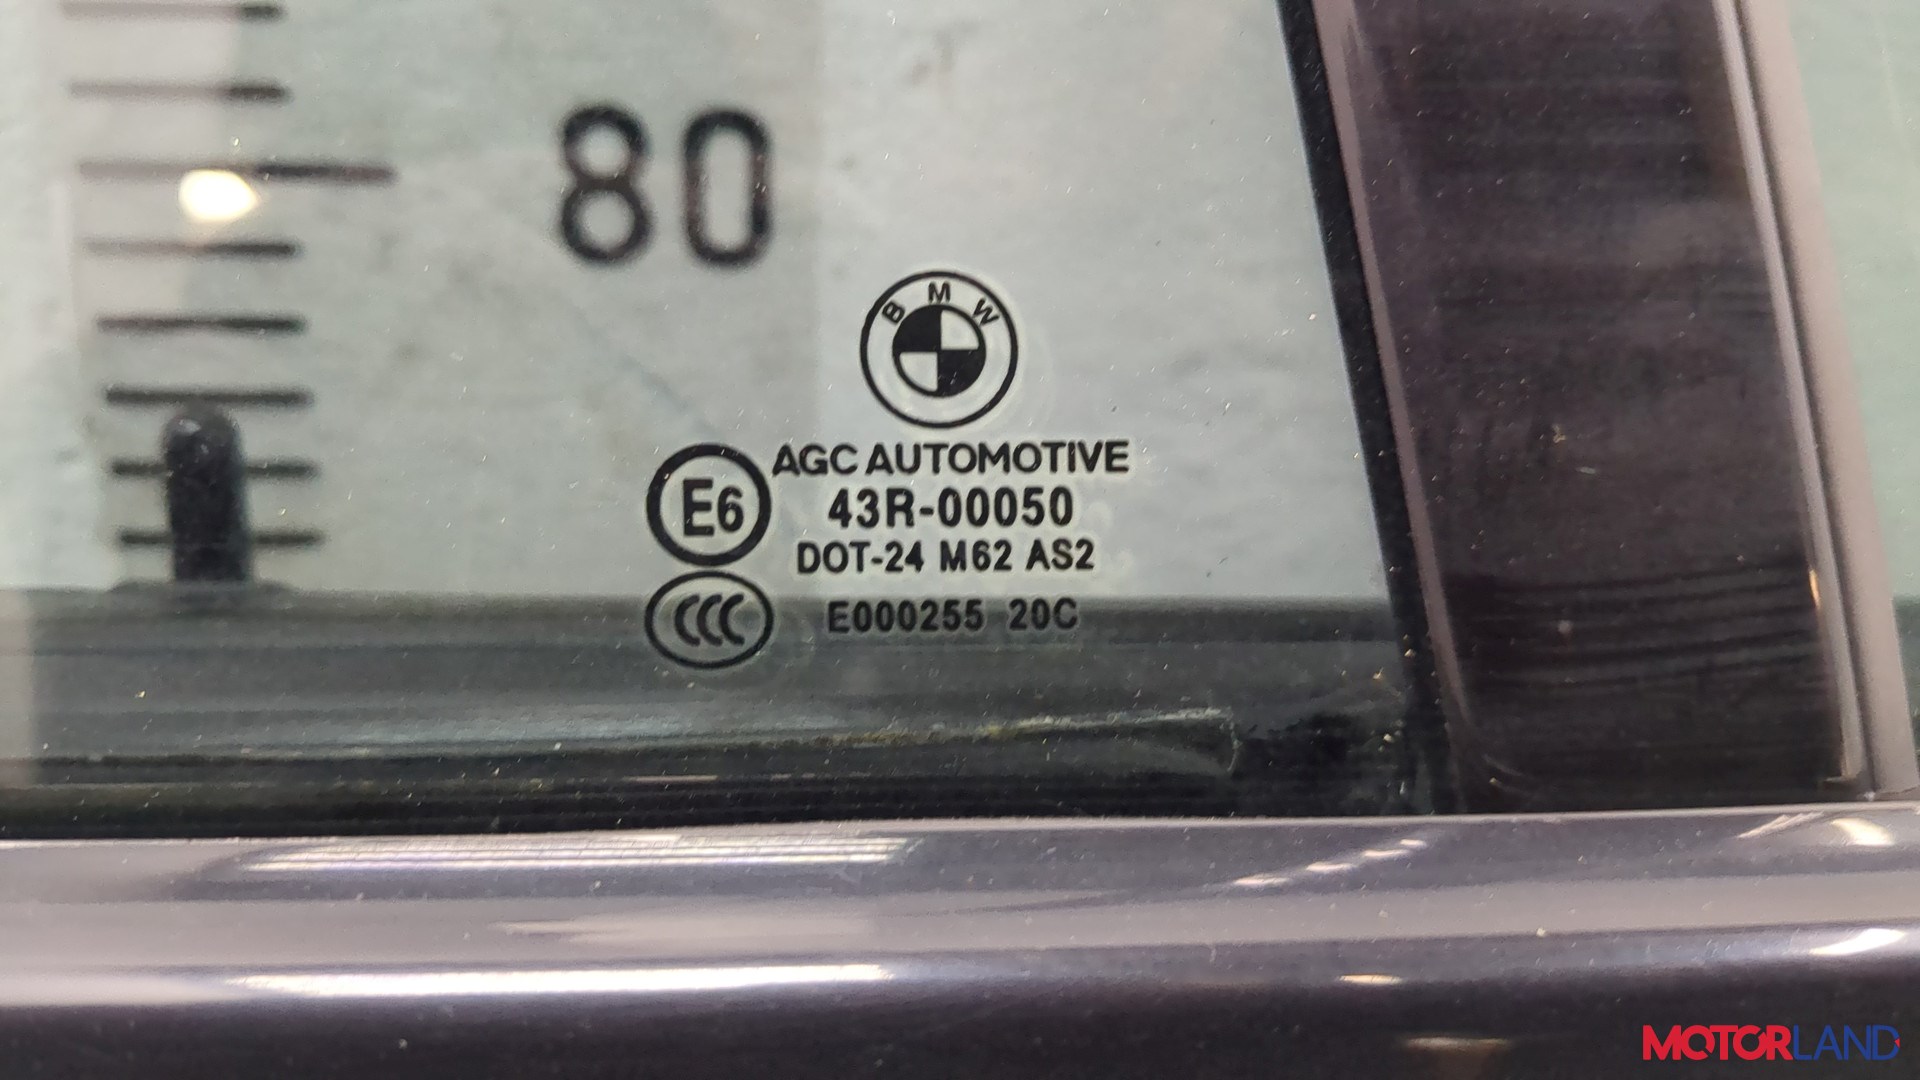 80
BMW
AGC AUTOMOTIVE
E6 43R-00050
DOT-24 M62 AS2
CCC E000255 20C
MOTORLAND